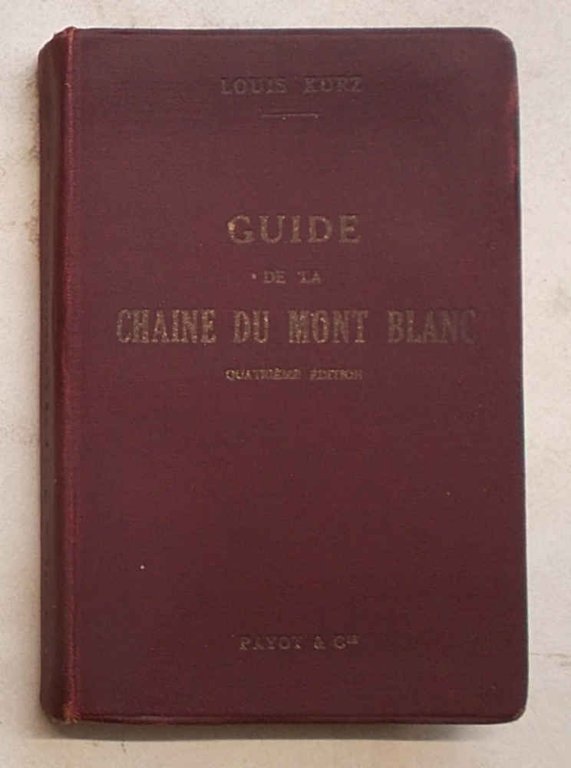 LOUIS KURZ
GUIDE
DE LA
CHAINE DU MONT BLANC
QUATRIÈME ÉDITION
PAYOT & Cie